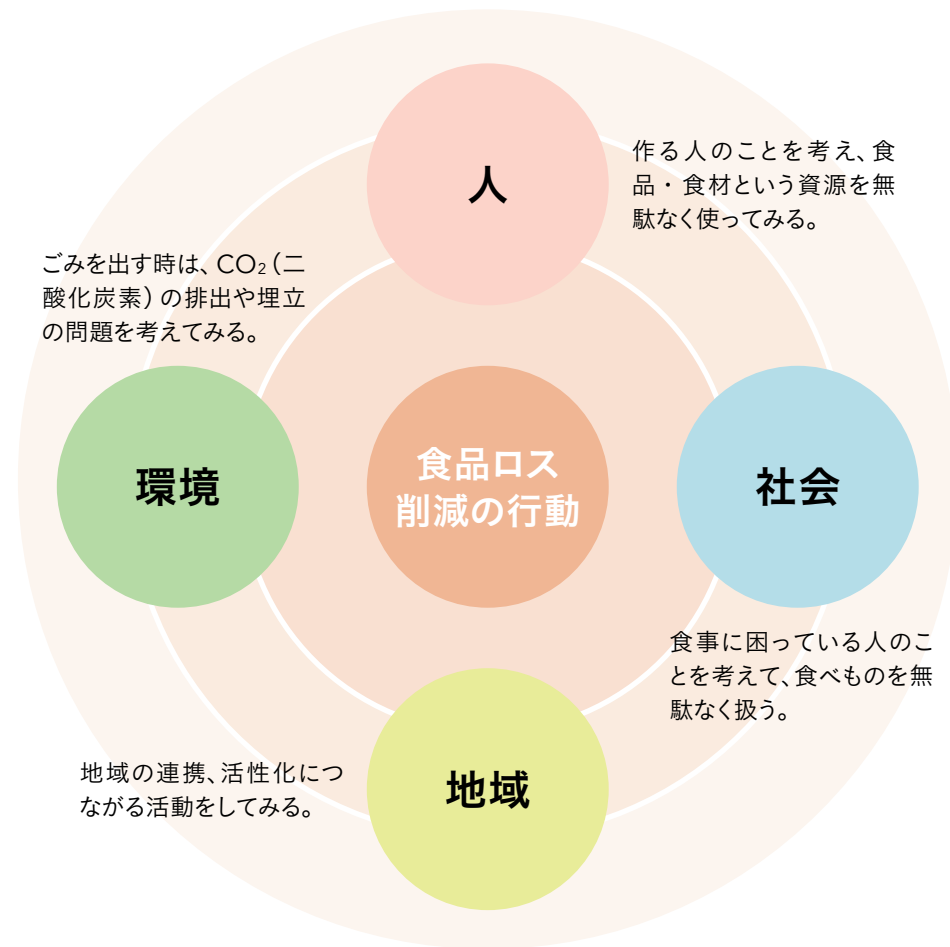 人
作る人のことを考え、食
品・食材という資源を無
駄なく使ってみる。
ごみを出す時は、CO₂（二
酸化炭素）の排出や埋立
の問題を考えてみる。
環境
食品ロス
削減の行動
社会
食事に困っている人のこ
とを考えて、食べものを無
駄なく扱う。
地域の連携、活性化につ
ながる活動をしてみる。
地域